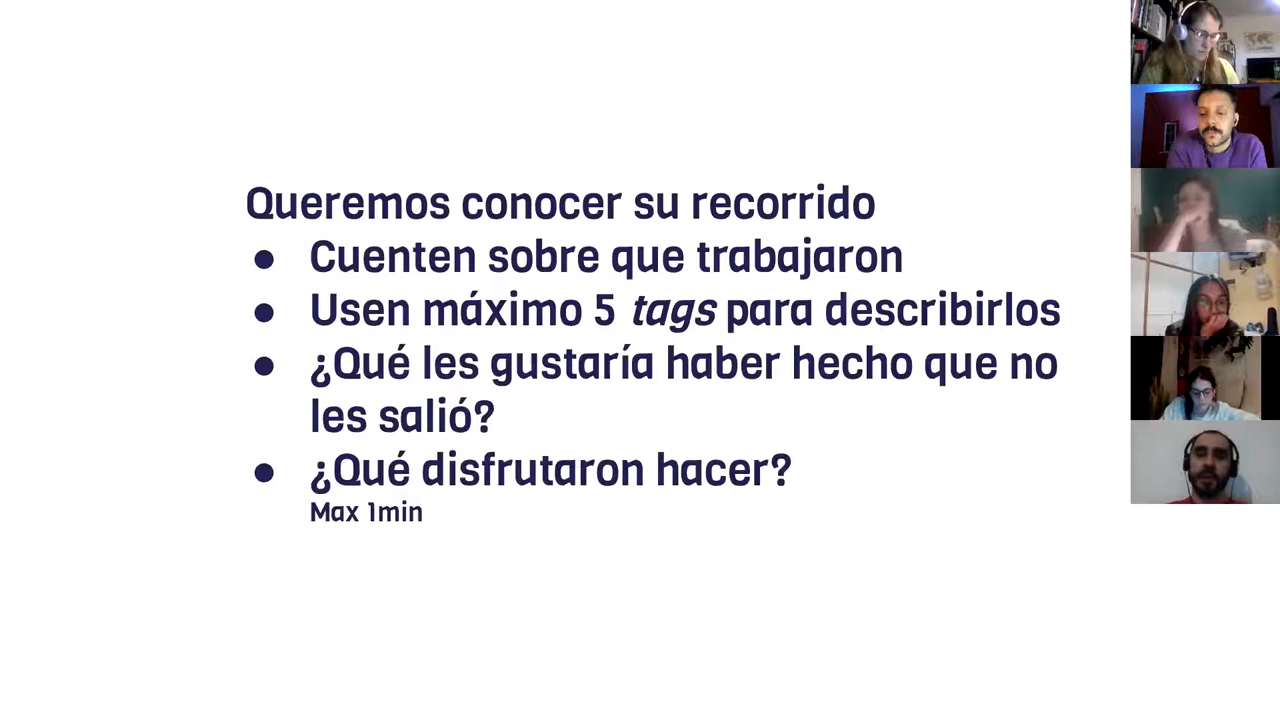 Queremos conocer su recorrido
● Cuenten sobre que trabajaron
● Usen máximo 5 tags para describirlos
● ¿Qué les gustaría haber hecho que no
les salió?
● ¿Qué disfrutaron hacer?
Max 1min